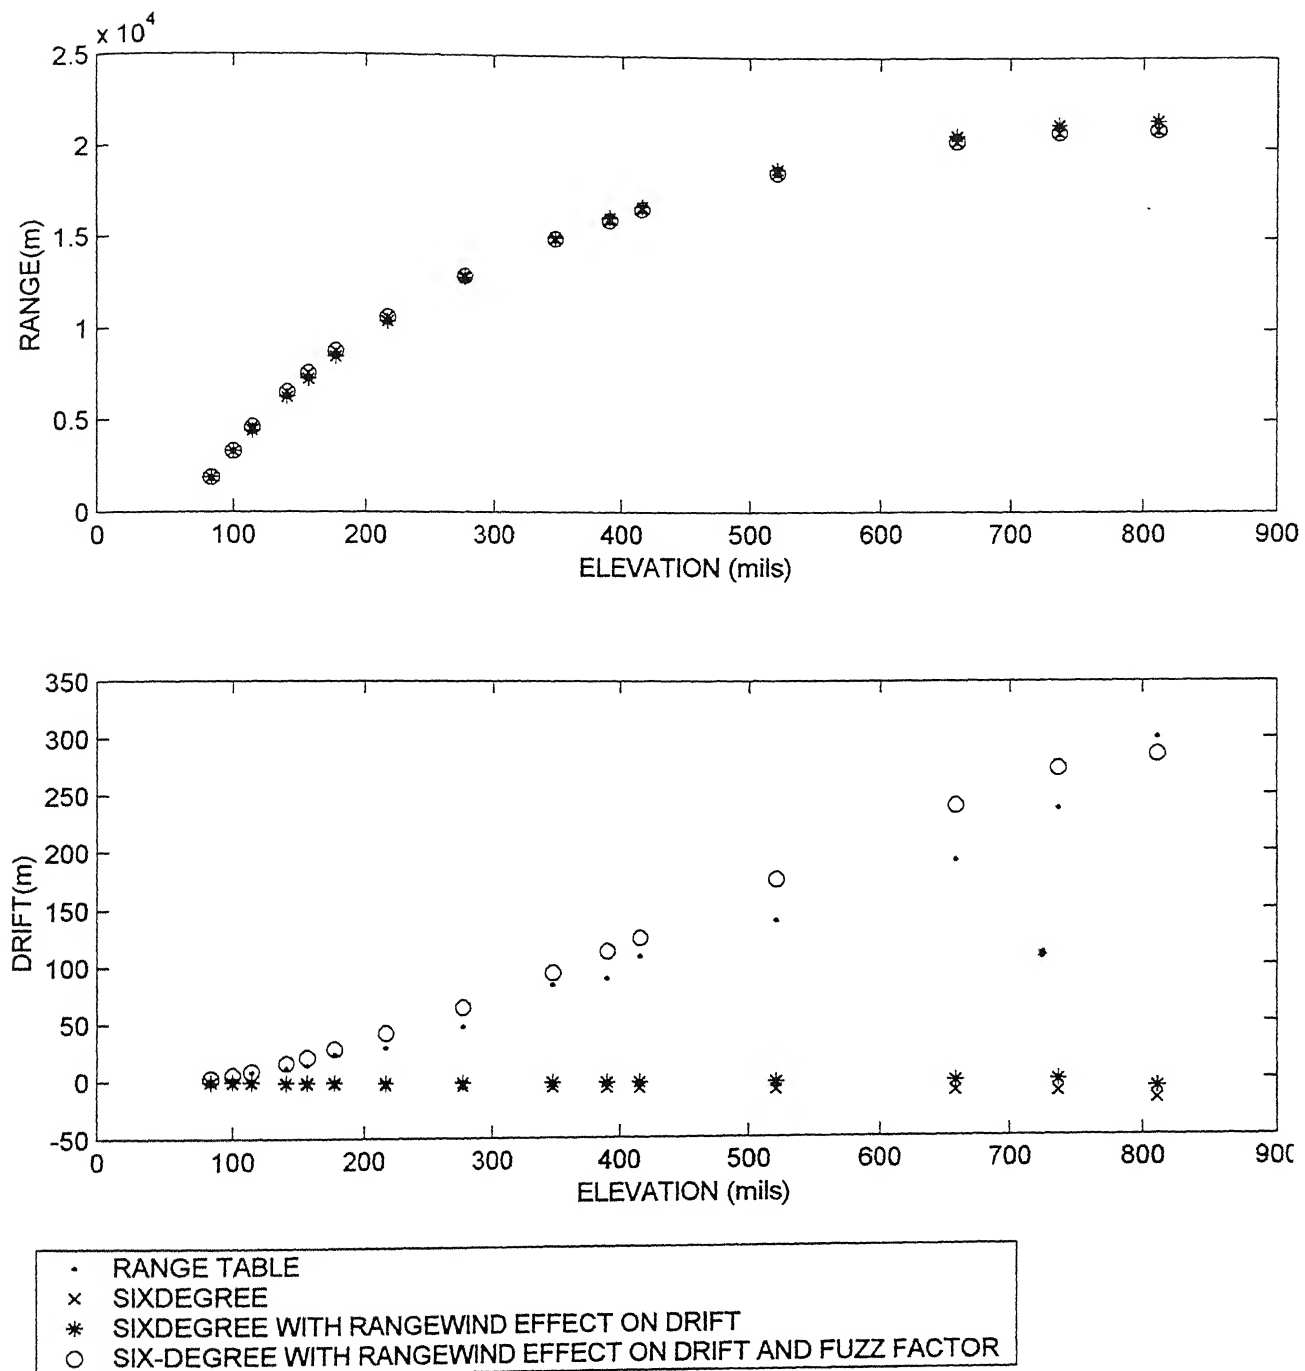 x 10^4
2.5
2
1.5
1
0.5
0
RANGE(m)
0 100 200 300 400 500 600 700 800 900
ELEVATION (mils)
350
300
250
200
150
100
50
0
-50
DRIFT(m)
0 100 200 300 400 500 600 700 800 900
ELEVATION (mils)
RANGE TABLE
SIXDEGREE
SIXDEGREE WITH RANGEWIND EFFECT ON DRIFT
SIX-DEGREE WITH RANGEWIND EFFECT ON DRIFT AND FUZZ FACTOR